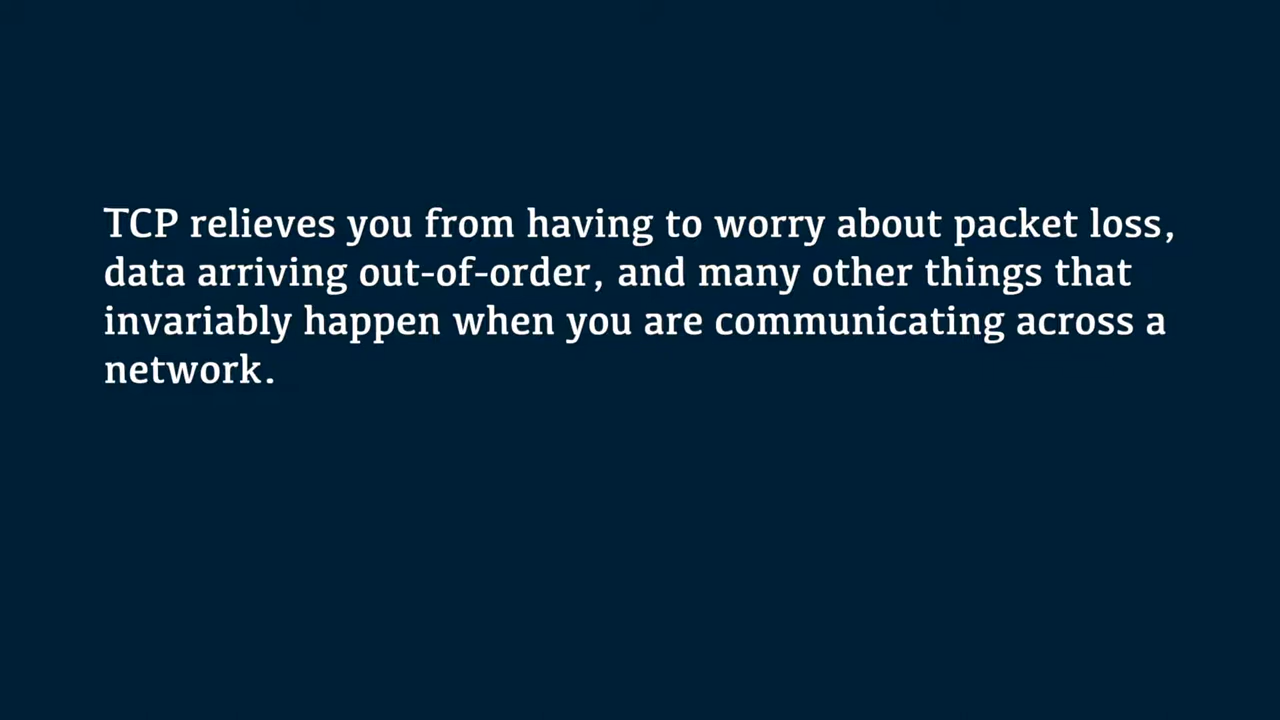 TCP relieves you from having to worry about packet loss,
data arriving out-of-order, and many other things that
invariably happen when you are communicating across a
network.